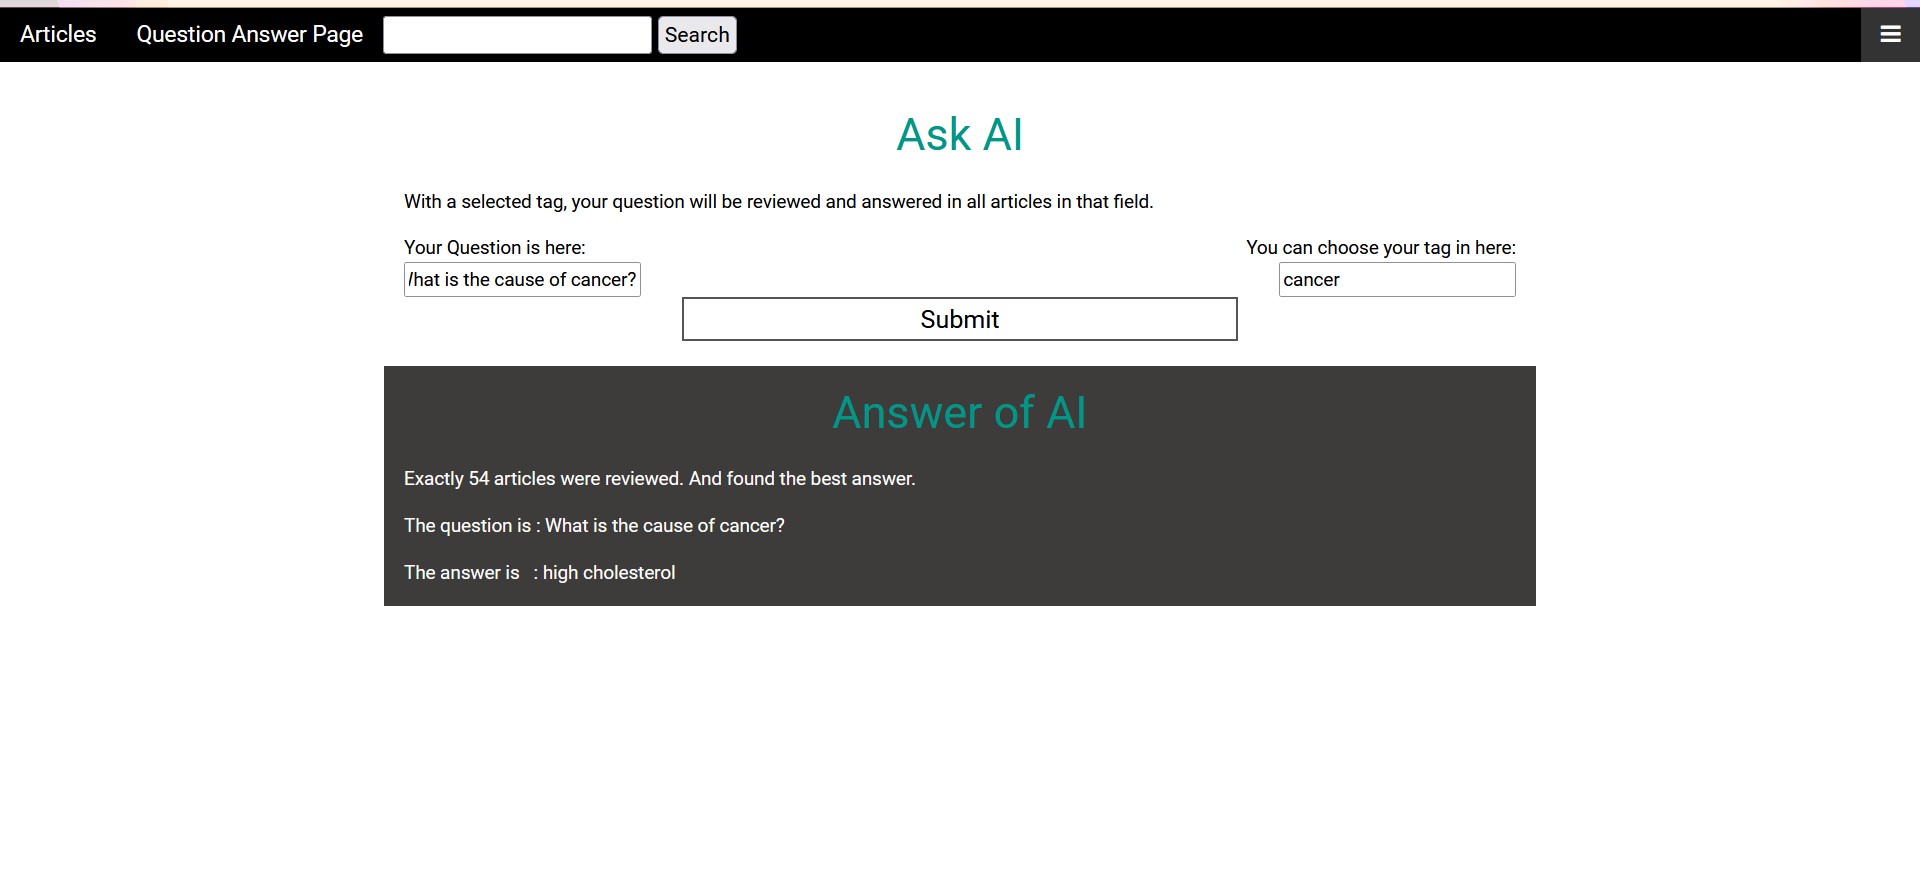 Articles Question Answer Page Search
Ask AI
With a selected tag, your question will be reviewed and answered in all articles in that field.
Your Question is here: You can choose your tag in here:
hat is the cause of cancer? cancer
Submit
Answer of AI
Exactly 54 articles were reviewed. And found the best answer.
The question is : What is the cause of cancer?
The answer is : high cholesterol